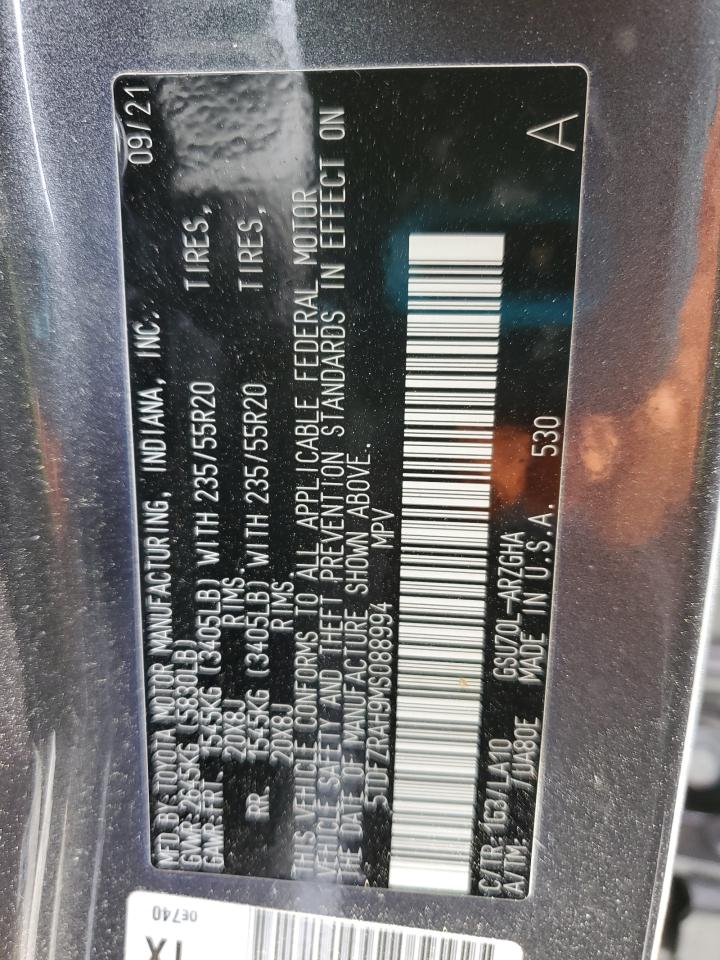 MFD BY:TOYOTA MOTOR MANUFACTURING, INDIANA, INC. 09/21
GVWR:2645KG (5830LB)
GAWR:FRT. 1545KG (3405LB) WITH 235/55R20 TIRES,
20X8J RIMS,
RR. 1545KG (3405LB) WITH 235/55R20 TIRES,
20X8J RIMS
THIS VEHICLE CONFORMS TO ALL APPLICABLE FEDERAL MOTOR
VEHICLE SAFETY AND THEFT PREVENTION STANDARDS IN EFFECT ON
THE DATE OF MANUFACTURE SHOWN ABOVE.
5TDFZRAH9MS088994 MPV
C/TR: 1G3/LA10 GSU70L-ARZGHA
A/TM: /UA80E MADE IN U.S.A. 530 A
0E740